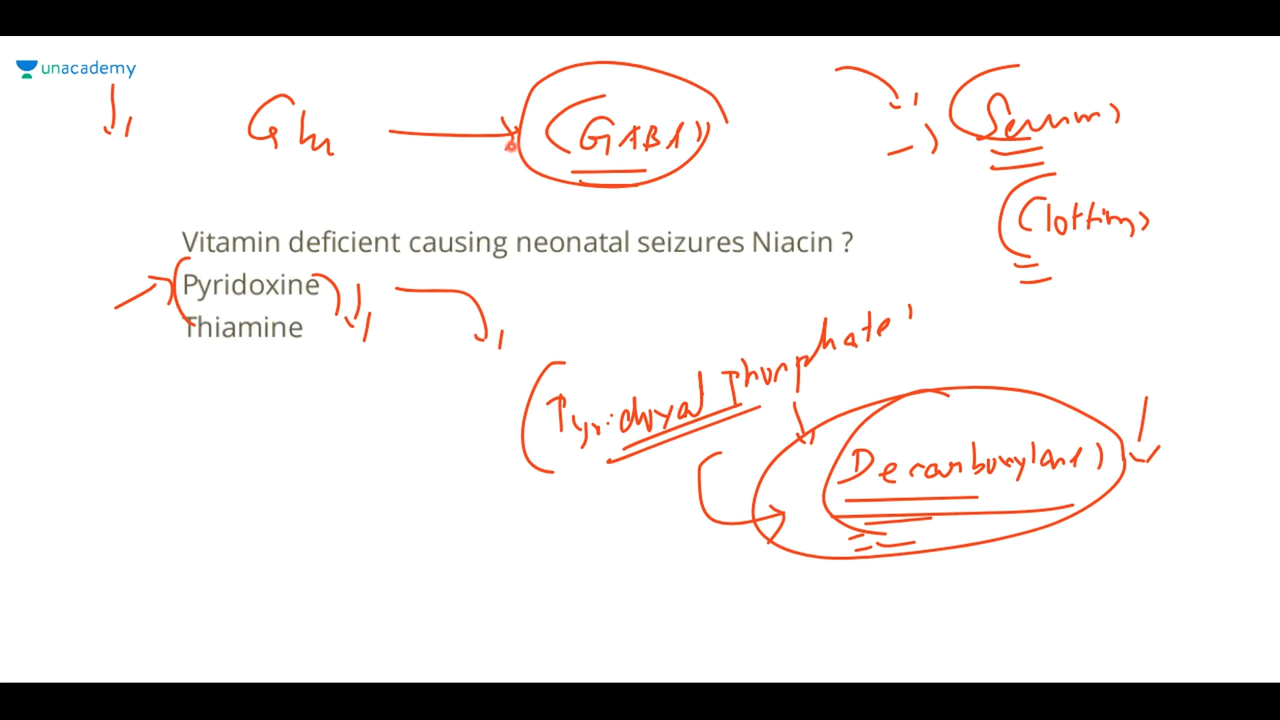 unacademy
Glu
(GABA)
Serum)
(Clotting)
Vitamin deficient causing neonatal seizures Niacin ?
Pyridoxine
Thiamine
(Pyridoxal Phosphate
Decarboxylase)